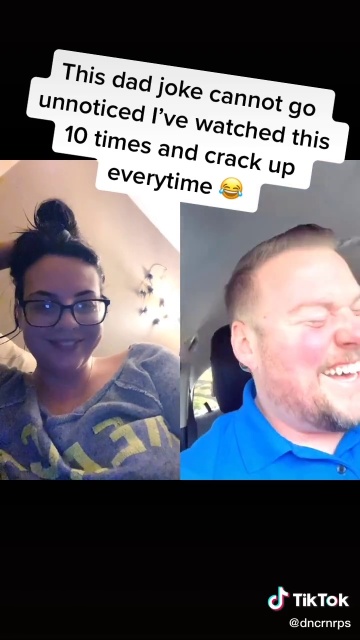 This dad joke cannot go
unnoticed I’ve watched this
10 times and crack up
everytime 😂
TikTok
@dncrnrps